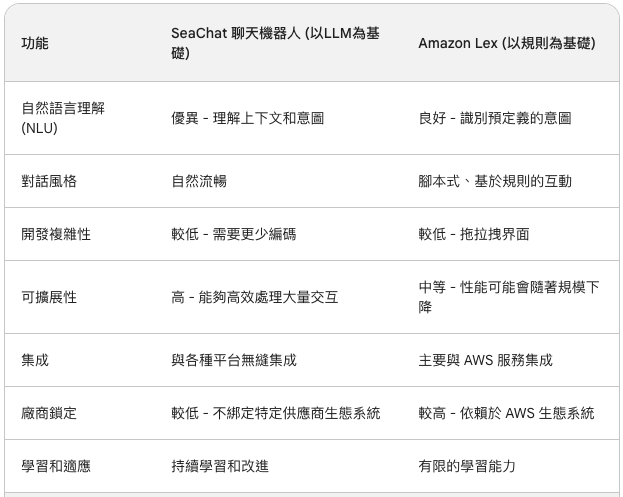 功能
SeaChat 聊天機器人 (以LLM為基
礎)
Amazon Lex (以規則為基礎)
自然語言理解
(NLU)
優異 - 理解上下文和意圖
良好 - 識別預定義的意圖
對話風格
自然流暢
腳本式、基於規則的互動
開發複雜性
較低 - 需要更少編碼
較低 - 拖拉拽界面
可擴展性
高 - 能夠高效處理大量交互
中等 - 性能可能會隨著規模下
降
集成
與各種平台無縫集成
主要與 AWS 服務集成
廠商鎖定
較低 - 不綁定特定供應商生態系統
較高 - 依賴於 AWS 生態系統
學習和適應
持續學習和改進
有限的學習能力